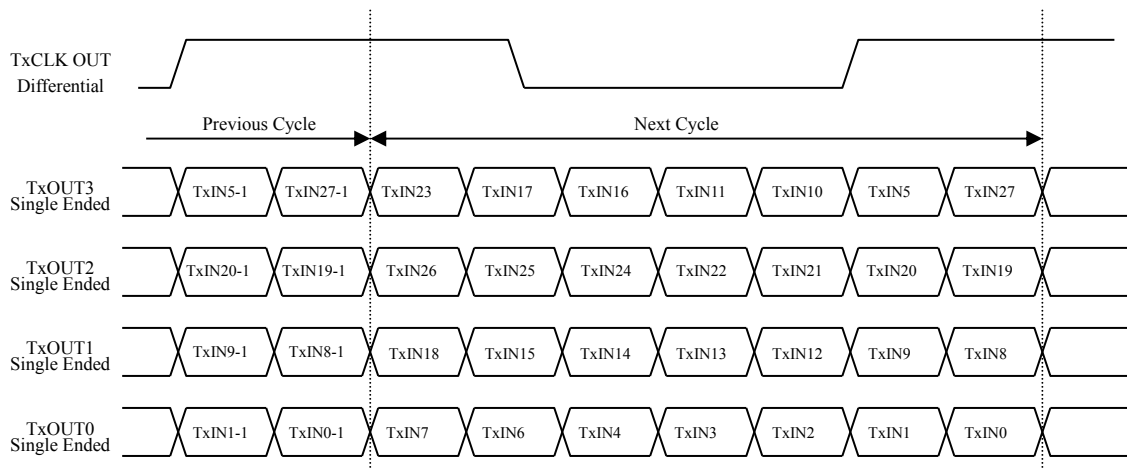 TxCLK OUT
Differential
Previous Cycle
Next Cycle
TxOUT3
Single Ended
TxIN5-1 TxIN27-1 TxIN23 TxIN17 TxIN16 TxIN11 TxIN10 TxIN5 TxIN27
TxOUT2
Single Ended
TxIN20-1 TxIN19-1 TxIN26 TxIN25 TxIN24 TxIN22 TxIN21 TxIN20 TxIN19
TxOUT1
Single Ended
TxIN9-1 TxIN8-1 TxIN18 TxIN15 TxIN14 TxIN13 TxIN12 TxIN9 TxIN8
TxOUT0
Single Ended
TxIN1-1 TxIN0-1 TxIN7 TxIN6 TxIN4 TxIN3 TxIN2 TxIN1 TxIN0